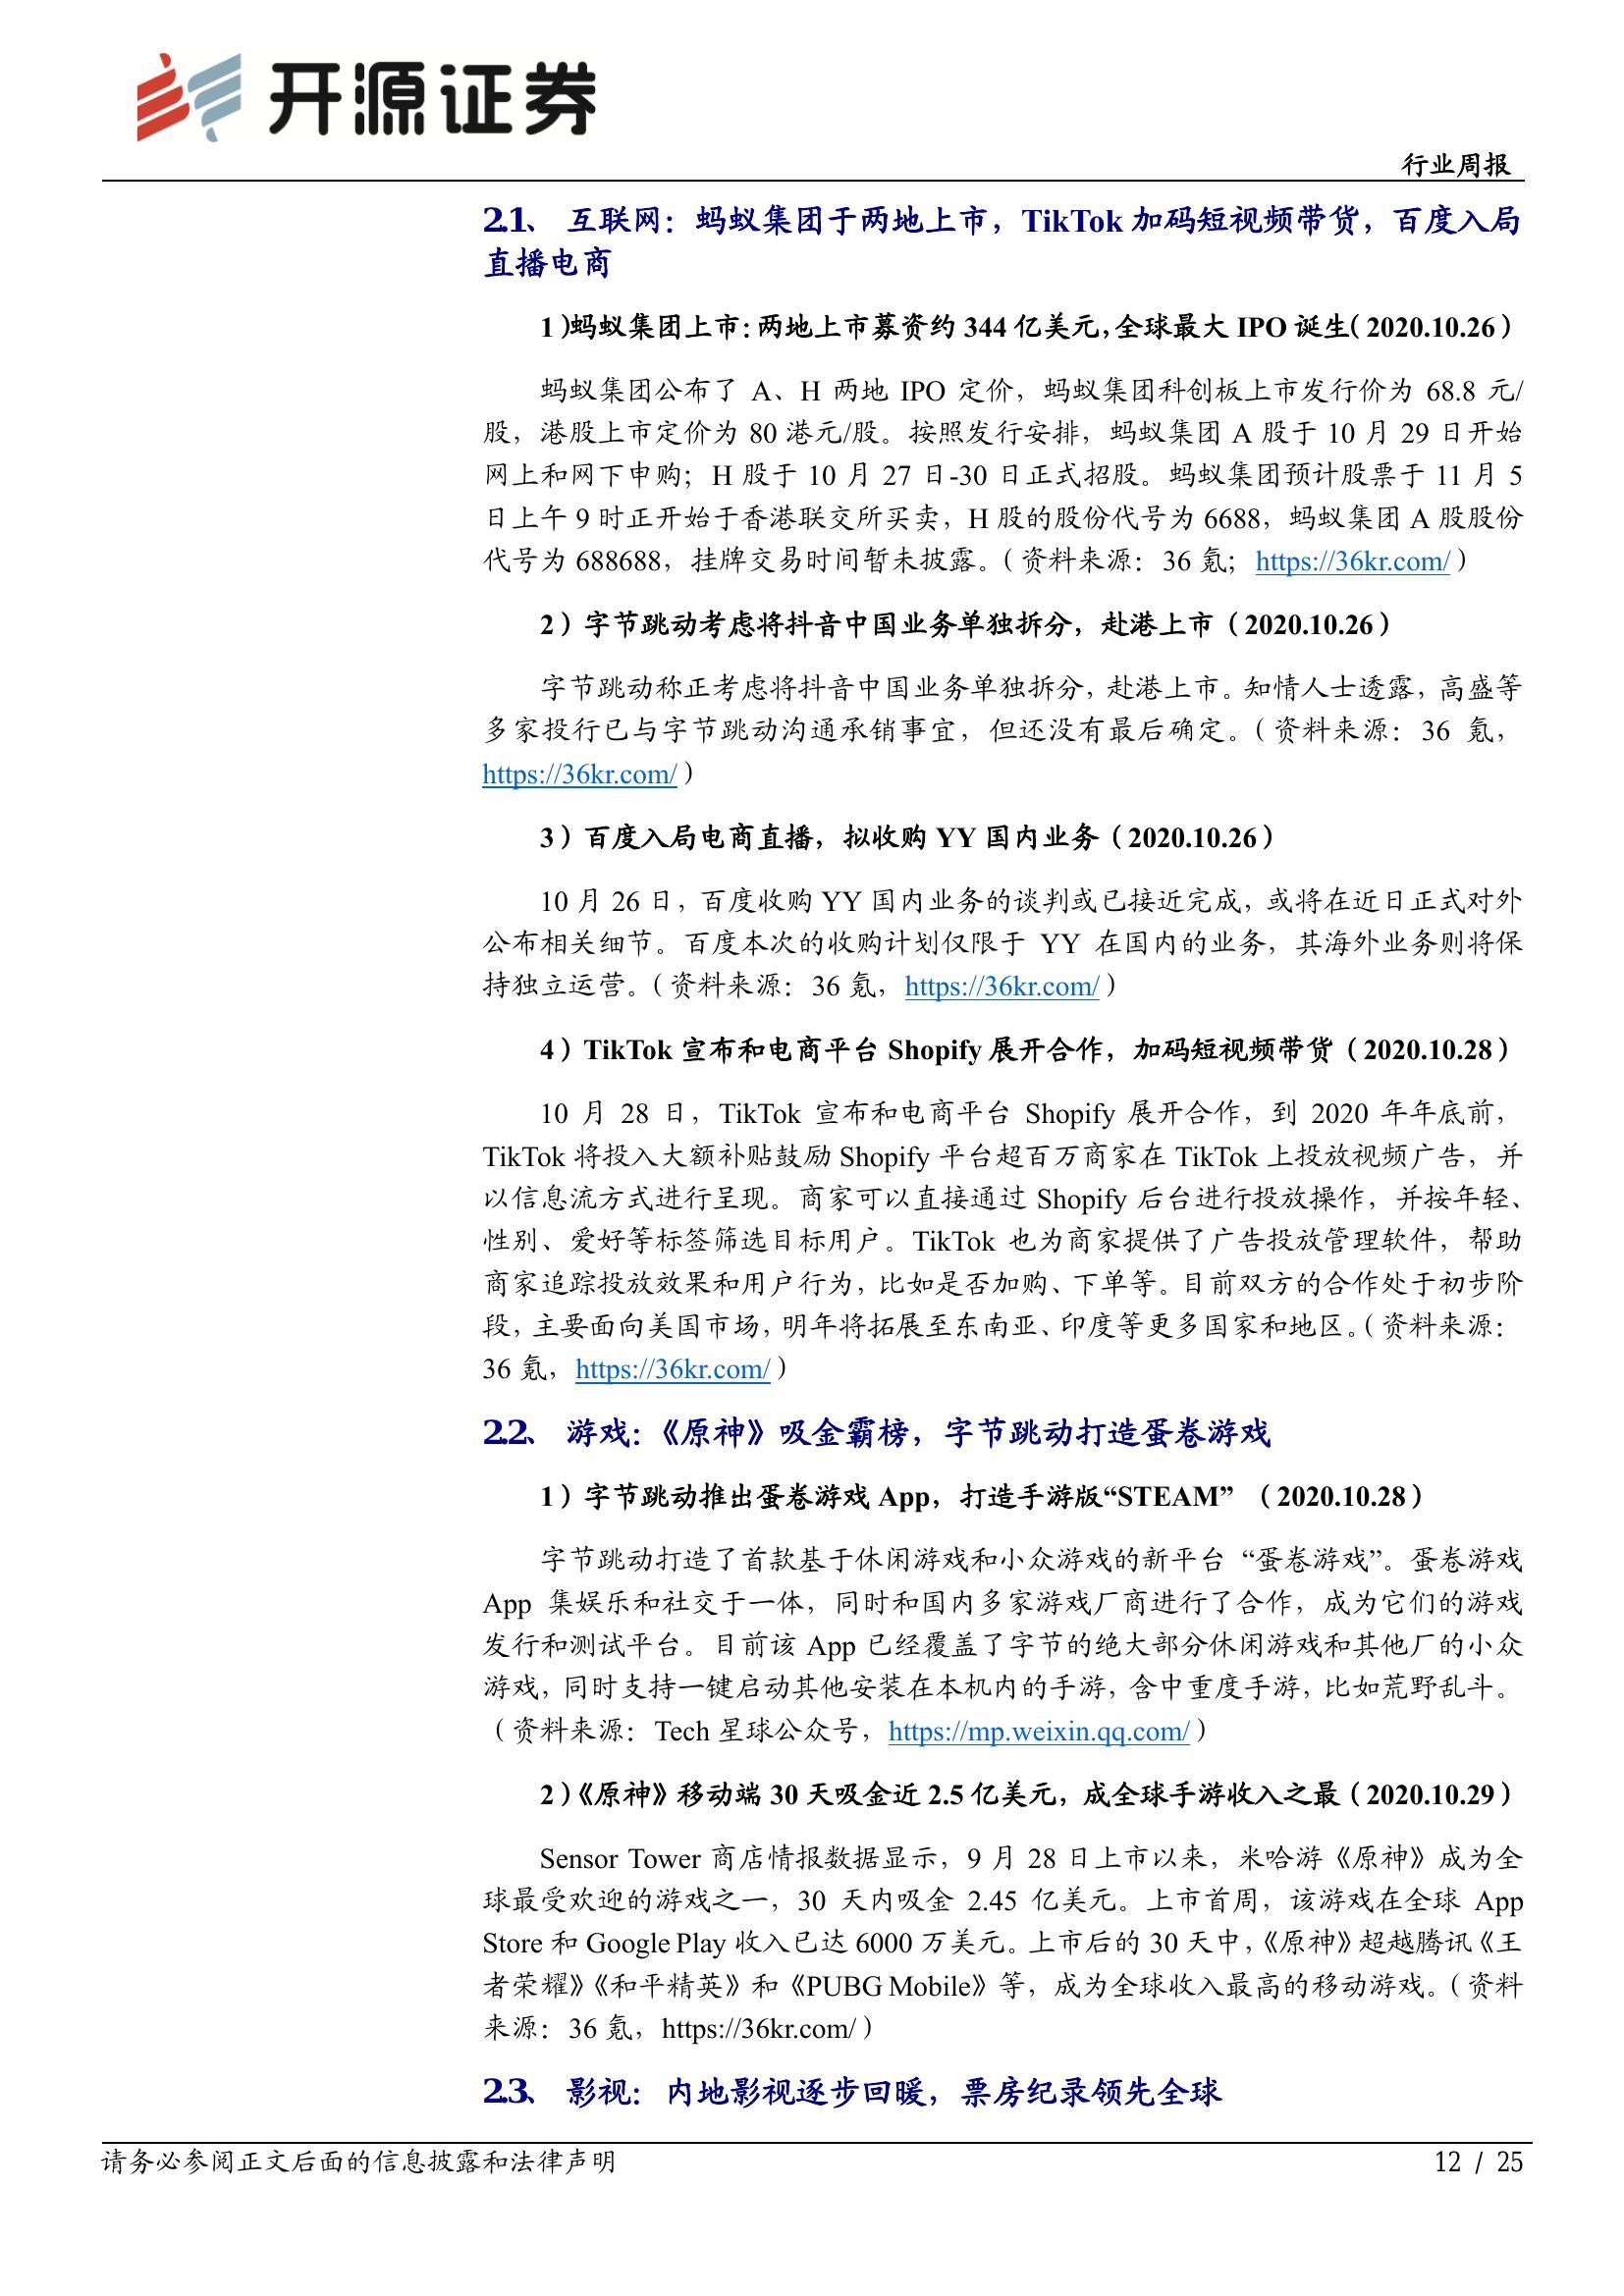 开源证券
行业周报
2.1、 互联网：蚂蚁集团于两地上市，TikTok 加码短视频带货，百度入局
直播电商
1）蚂蚁集团上市：两地上市募资约 344 亿美元，全球最大 IPO 诞生（2020.10.26）
蚂蚁集团公布了 A、H 两地 IPO 定价，蚂蚁集团科创板上市发行价为 68.8 元/
股，港股上市定价为 80 港元/股。按照发行安排，蚂蚁集团 A 股于 10 月 29 日开始
网上和网下申购；H 股于 10 月 27 日-30 日正式招股。蚂蚁集团预计股票于 11 月 5
日上午 9 时正开始于香港联交所买卖，H 股的股份代号为 6688，蚂蚁集团 A 股股份
代号为 688688，挂牌交易时间暂未披露。（资料来源：36 氪；https://36kr.com/）
2）字节跳动考虑将抖音中国业务单独拆分，赴港上市（2020.10.26）
字节跳动称正考虑将抖音中国业务单独拆分，赴港上市。知情人士透露，高盛等
多家投行已与字节跳动沟通承销事宜，但还没有最后确定。（资料来源：36 氪，
https://36kr.com/）
3）百度入局电商直播，拟收购 YY 国内业务（2020.10.26）
10 月 26 日，百度收购 YY 国内业务的谈判或已接近完成，或将在近日正式对外
公布相关细节。百度本次的收购计划仅限于 YY 在国内的业务，其海外业务则将保
持独立运营。（资料来源：36 氪，https://36kr.com/）
4）TikTok 宣布和电商平台 Shopify 展开合作，加码短视频带货（2020.10.28）
10 月 28 日，TikTok 宣布和电商平台 Shopify 展开合作，到 2020 年年底前，
TikTok 将投入大额补贴鼓励 Shopify 平台超百万商家在 TikTok 上投放视频广告，并
以信息流方式进行呈现。商家可以直接通过 Shopify 后台进行投放操作，并按年轻、
性别、爱好等标签筛选目标用户。TikTok 也为商家提供了广告投放管理软件，帮助
商家追踪投放效果和用户行为，比如是否加购、下单等。目前双方的合作处于初步阶
段，主要面向美国市场，明年将拓展至东南亚、印度等更多国家和地区。（资料来源：
36 氪，https://36kr.com/）
2.2、 游戏：《原神》吸金霸榜，字节跳动打造蛋卷游戏
1）字节跳动推出蛋卷游戏 App，打造手游版“STEAM”（2020.10.28）
字节跳动打造了首款基于休闲游戏和小众游戏的新平台 “蛋卷游戏”。蛋卷游戏
App 集娱乐和社交于一体，同时和国内多家游戏厂商进行了合作，成为它们的游戏
发行和测试平台。目前该 App 已经覆盖了字节的绝大部分休闲游戏和其他厂的小众
游戏，同时支持一键启动其他安装在本机内的手游，含中重度手游，比如荒野乱斗。
（资料来源：Tech 星球公众号，https://mp.weixin.qq.com/）
2）《原神》移动端 30 天吸金近 2.5 亿美元，成全球手游收入之最（2020.10.29）
Sensor Tower 商店情报数据显示，9 月 28 日上市以来，米哈游《原神》成为全
球最受欢迎的游戏之一，30 天内吸金 2.45 亿美元。上市首周，该游戏在全球 App
Store 和 Google Play 收入已达 6000 万美元。上市后的 30 天中，《原神》超越腾讯《王
者荣耀》《和平精英》和《PUBG Mobile》等，成为全球收入最高的移动游戏。（资料
来源：36 氪，https://36kr.com/）
2.3、 影视：内地影视逐步回暖，票房纪录领先全球
请务必参阅正文后面的信息披露和法律声明
12 / 25